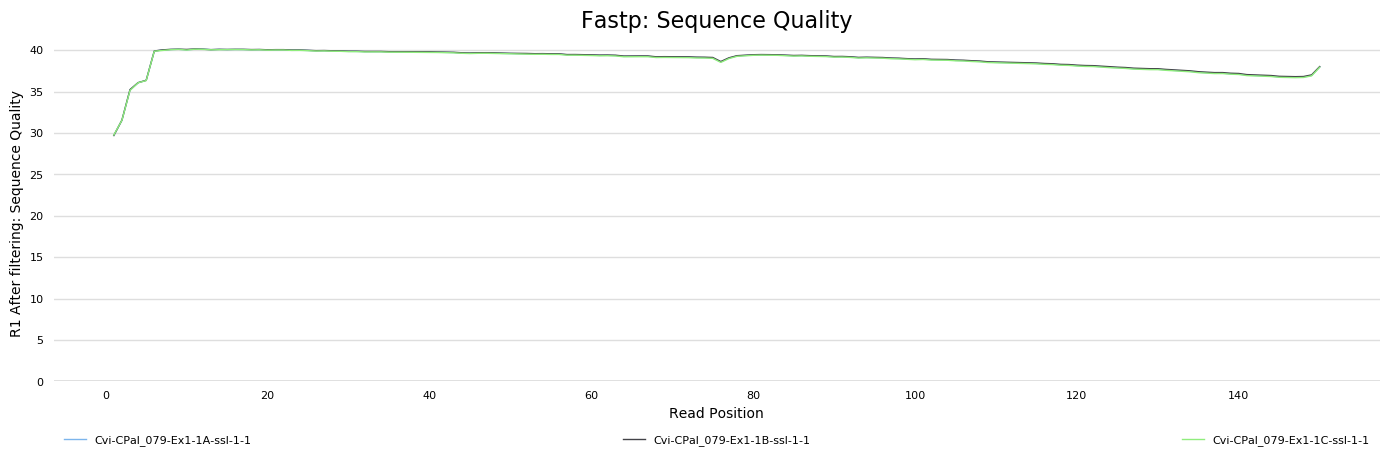 Fastp: Sequence Quality
R1 After filtering: Sequence Quality
40
35
30
25
20
15
10
5
0
0 20 40 60 80 100 120 140
Read Position
Cvi-CPal_079-Ex1-1A-ssl-1-1 Cvi-CPal_079-Ex1-1B-ssl-1-1 Cvi-CPal_079-Ex1-1C-ssl-1-1